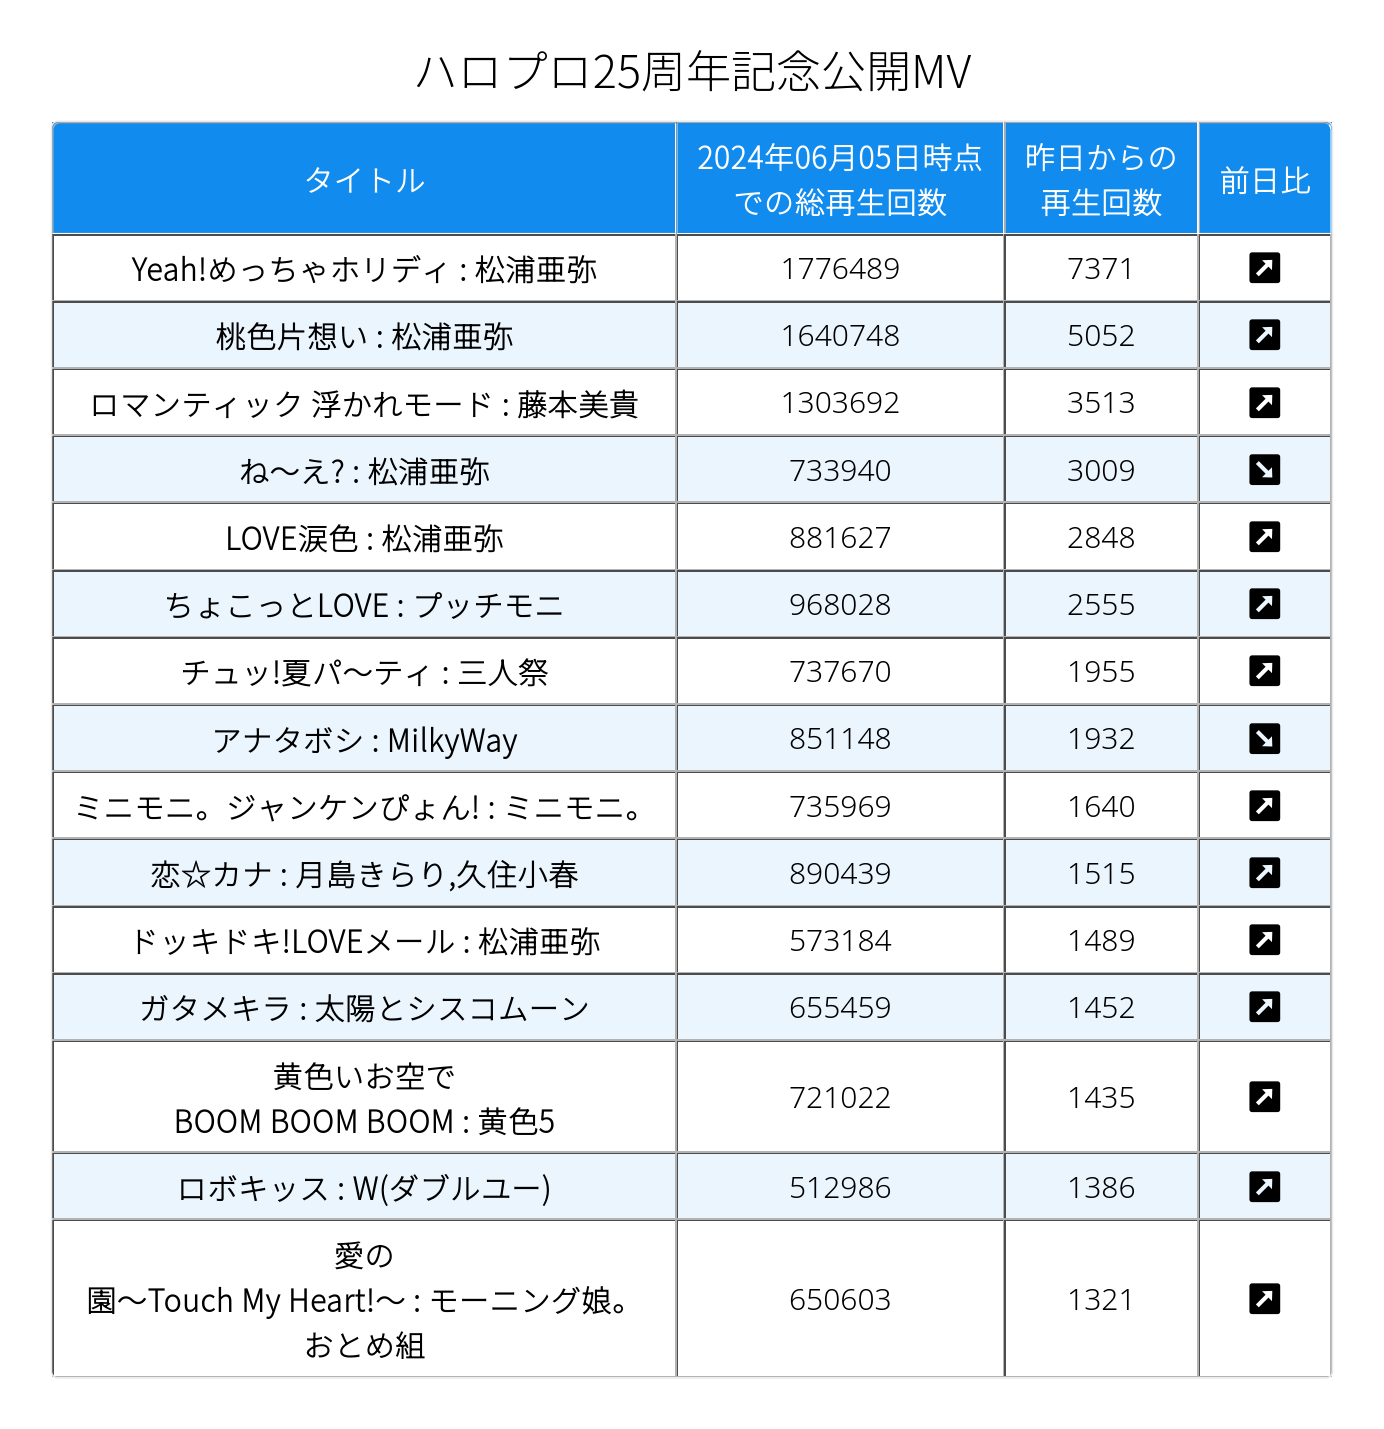 ハロプロ25周年記念公開MV
タイトル
2024年06月05日時点
での総再生回数
昨日からの
再生回数
前日比
Yeah!めっちゃホリディ : 松浦亜弥 1776489 7371
桃色片想い : 松浦亜弥 1640748 5052
ロマンティック 浮かれモード : 藤本美貴 1303692 3513
ね〜え? : 松浦亜弥 733940 3009
LOVE涙色 : 松浦亜弥 881627 2848
ちょこっとLOVE : プッチモニ 968028 2555
チュッ!夏パ〜ティ : 三人祭 737670 1955
アナタボシ : MilkyWay 851148 1932
ミニモニ。ジャンケンぴょん! : ミニモニ。 735969 1640
恋☆カナ : 月島きらり,久住小春 890439 1515
ドッキドキ!LOVEメール : 松浦亜弥 573184 1489
ガタメキラ : 太陽とシスコムーン 655459 1452
黄色いお空で
BOOM BOOM BOOM : 黄色5 721022 1435
ロボキッス : W(ダブルユー) 512986 1386
愛の
園〜Touch My Heart!〜 : モーニング娘。 650603 1321
おとめ組